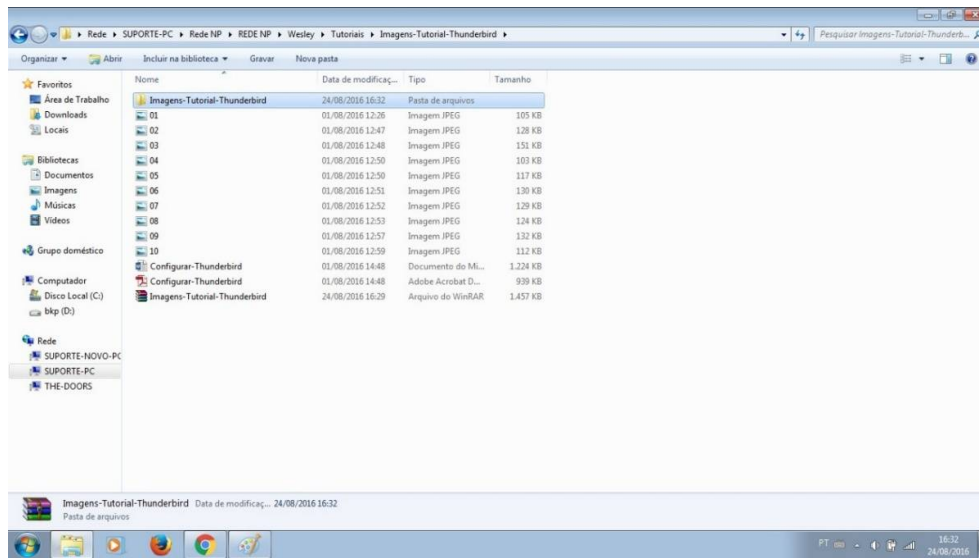 Rede ▸ SUPORTE-PC ▸ Rede NP ▸ REDE NP ▸ Wesley ▸ Tutoriais ▸ Imagens-Tutorial-Thunderbird ▸
Pesquisar Imagens-Tutorial-Thunderb...
Organizar Abrir Incluir na biblioteca Gravar Nova pasta
Favoritos
Área de Trabalho
Downloads
Locais
Bibliotecas
Documentos
Imagens
Músicas
Vídeos
Grupo doméstico
Computador
Disco Local (C:)
bkp (D:)
Rede
SUPORTE-NOVO-PC
SUPORTE-PC
THE-DOORS
Nome Data de modificaç... Tipo Tamanho
Imagens-Tutorial-Thunderbird 24/08/2016 16:32 Pasta de arquivos
01 01/08/2016 12:26 Imagem JPEG 105 KB
02 01/08/2016 12:47 Imagem JPEG 128 KB
03 01/08/2016 12:48 Imagem JPEG 151 KB
04 01/08/2016 12:50 Imagem JPEG 103 KB
05 01/08/2016 12:50 Imagem JPEG 117 KB
06 01/08/2016 12:51 Imagem JPEG 130 KB
07 01/08/2016 12:52 Imagem JPEG 129 KB
08 01/08/2016 12:53 Imagem JPEG 124 KB
09 01/08/2016 12:57 Imagem JPEG 132 KB
10 01/08/2016 12:59 Imagem JPEG 112 KB
Configurar-Thunderbird 01/08/2016 14:48 Documento do Mi... 1.224 KB
Configurar-Thunderbird 01/08/2016 14:48 Adobe Acrobat D... 939 KB
Imagens-Tutorial-Thunderbird 24/08/2016 16:29 Arquivo do WinRAR 1.457 KB
Imagens-Tutorial-Thunderbird Data de modificaç... 24/08/2016 16:32
Pasta de arquivos
PT 16:32
24/08/2016